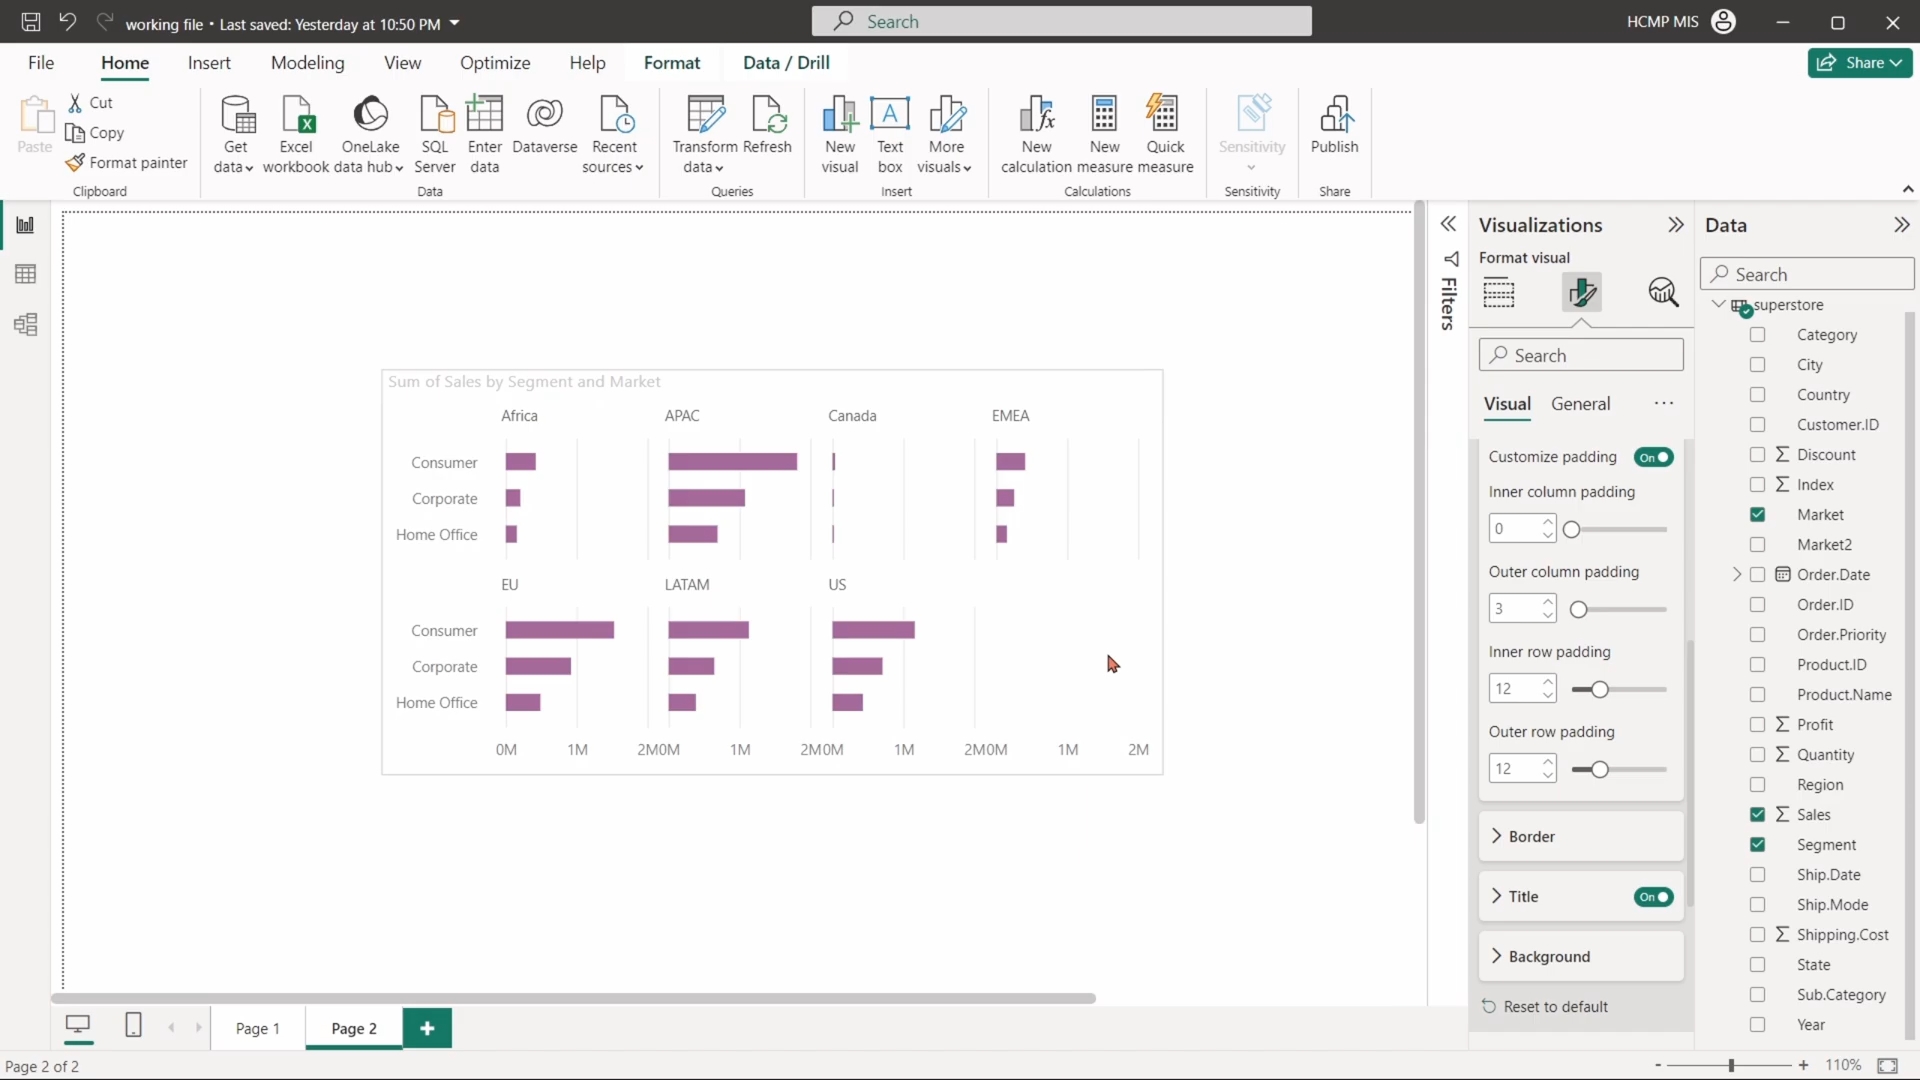 working file • Last saved: Yesterday at 10:50 PM
Search
HCMP MIS
File
Home
Insert
Modeling
View
Optimize
Help
Format
Data / Drill
Share
Paste
Cut
Copy
Format painter
Clipboard
Get data
Excel workbook
OneLake data hub
SQL Server
Enter data
Dataverse
Recent sources
Data
Transform data
Refresh
Queries
New visual
Text box
More visuals
Insert
New calculation
New measure
Quick measure
Calculations
Sensitivity
Sensitivity
Publish
Share
Sum of Sales by Segment and Market
Africa
APAC
Canada
EMEA
Consumer
Corporate
Home Office
EU
LATAM
US
Consumer
Corporate
Home Office
0M 1M 2M0M 1M 2M0M 1M 2M0M 1M 2M
Filters
Visualizations
Format visual
Search
Visual
General
Customize padding
On
Inner column padding
0
Outer column padding
3
Inner row padding
12
Outer row padding
12
Border
Title
On
Background
Reset to default
Data
Search
superstore
Category
City
Country
Customer.ID
Discount
Index
Market
Market2
Order.Date
Order.ID
Order.Priority
Product.ID
Product.Name
Profit
Quantity
Region
Sales
Segment
Ship.Date
Ship.Mode
Shipping.Cost
State
Sub.Category
Year
Page 1
Page 2
Page 2 of 2
- + 110%